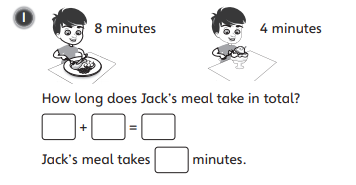 1
8 minutes
4 minutes
How long does Jack's meal take in total?
+ =
Jack's meal takes minutes.